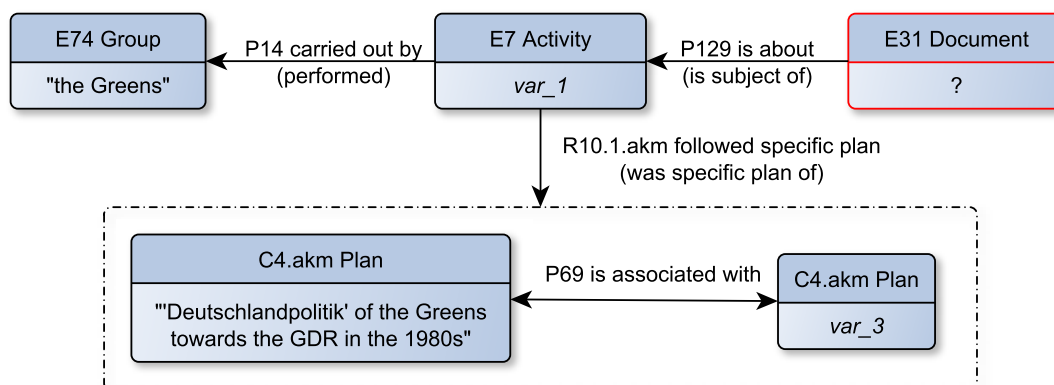 E74 Group
"the Greens"
P14 carried out by
(performed)
E7 Activity
var_1
P129 is about
(is subject of)
E31 Document
?
R10.1.akm followed specific plan
(was specific plan of)
C4.akm Plan
"'Deutschlandpolitik' of the Greens
towards the GDR in the 1980s"
P69 is associated with
C4.akm Plan
var_3